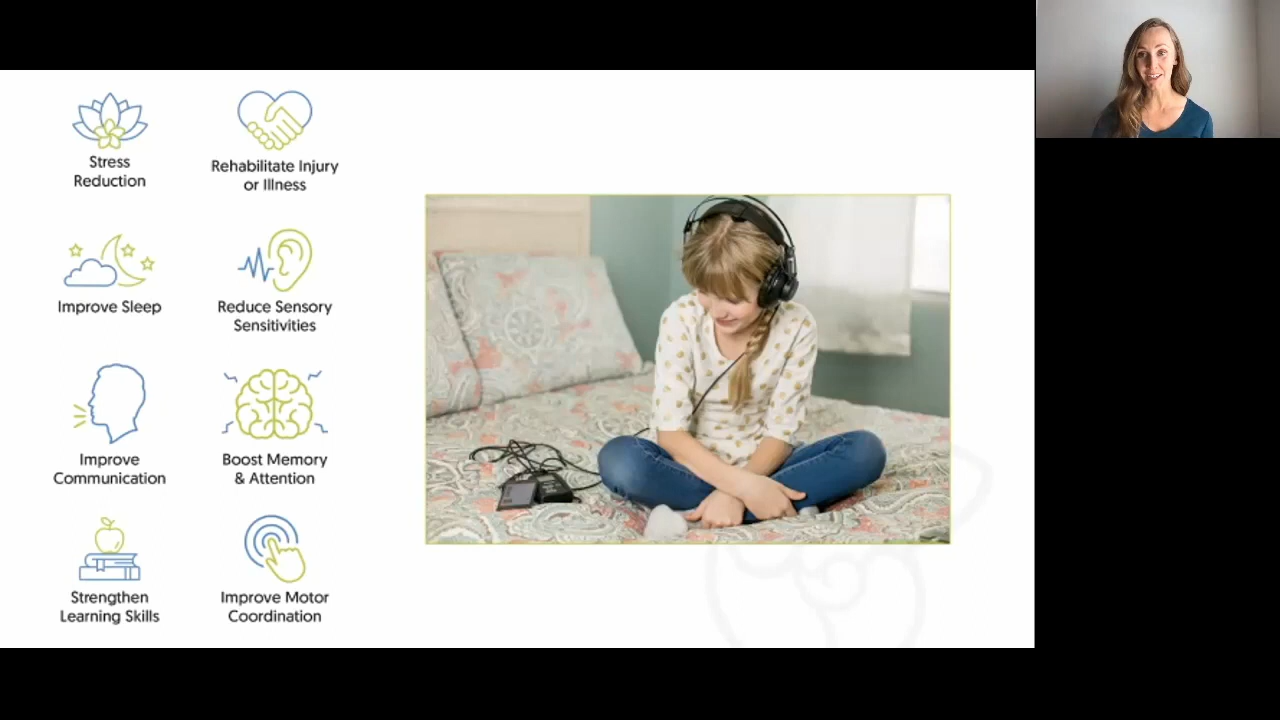 Stress
Reduction
Rehabilitate Injury
or Illness
Improve Sleep
Reduce Sensory
Sensitivities
Improve
Communication
Boost Memory
& Attention
Strengthen
Learning Skills
Improve Motor
Coordination